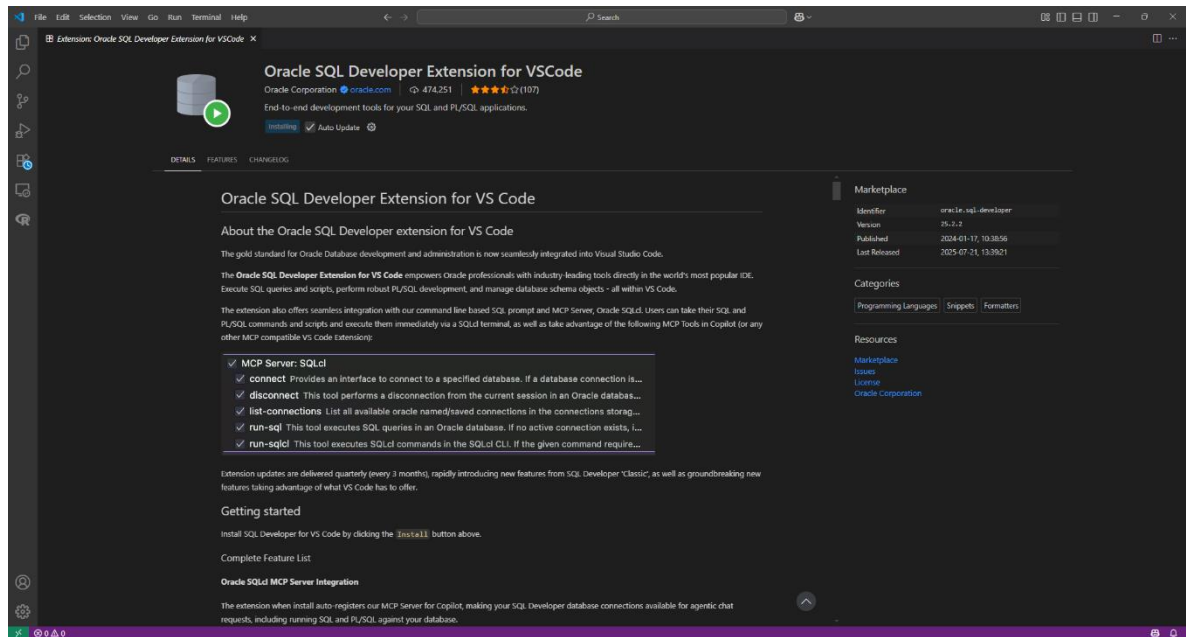 File Edit Selection View Go Run Terminal Help
Search
Extension: Oracle SQL Developer Extension for VSCode
Oracle SQL Developer Extension for VSCode
Oracle Corporation oracle.com 474,251 (107)
End-to-end development tools for your SQL and PL/SQL applications.
Installing Auto Update
DETAILS FEATURES CHANGELOG
Oracle SQL Developer Extension for VS Code
About the Oracle SQL Developer extension for VS Code
The gold standard for Oracle Database development and administration is now seamlessly integrated into Visual Studio Code.
The Oracle SQL Developer Extension for VS Code empowers Oracle professionals with industry-leading tools directly in the world's most popular IDE.
Execute SQL queries and scripts, perform robust PL/SQL development, and manage database schema objects - all within VS Code.
The extension also offers seamless integration with our command line based SQL prompt and MCP Server, Oracle SQLcl. Users can take their SQL and
PL/SQL commands and scripts and execute them immediately via a SQLcl terminal, as well as take advantage of the following MCP Tools in Copilot (or any
other MCP compatible VS Code Extension):
MCP Server: SQLcl
connect Provides an interface to connect to a specified database. If a database connection is...
disconnect This tool performs a disconnection from the current session in an Oracle databas...
list-connections List all available oracle named/saved connections in the connections storag...
run-sql This tool executes SQL queries in an Oracle database. If no active connection exists, i...
run-sqlcl This tool executes SQLcl commands in the SQLcl CLI. If the given command require...
Extension updates are delivered quarterly (every 3 months), rapidly introducing new features from SQL Developer 'Classic', as well as groundbreaking new
features taking advantage of what VS Code has to offer.
Getting started
Install SQL Developer for VS Code by clicking the Install button above.
Complete Feature List
Oracle SQLcl MCP Server Integration
The extension when install auto-registers our MCP Server for Copilot, making your SQL Developer database connections available for agentic chat
requests, including running SQL and PL/SQL against your database.
Marketplace
Identifier oracle.sql-developer
Version 25.2.2
Published 2024-01-17, 10:38:56
Last Released 2025-07-21, 13:39:21
Categories
Programming Languages Snippets Formatters
Resources
Marketplace
Issues
License
Oracle Corporation
0 0